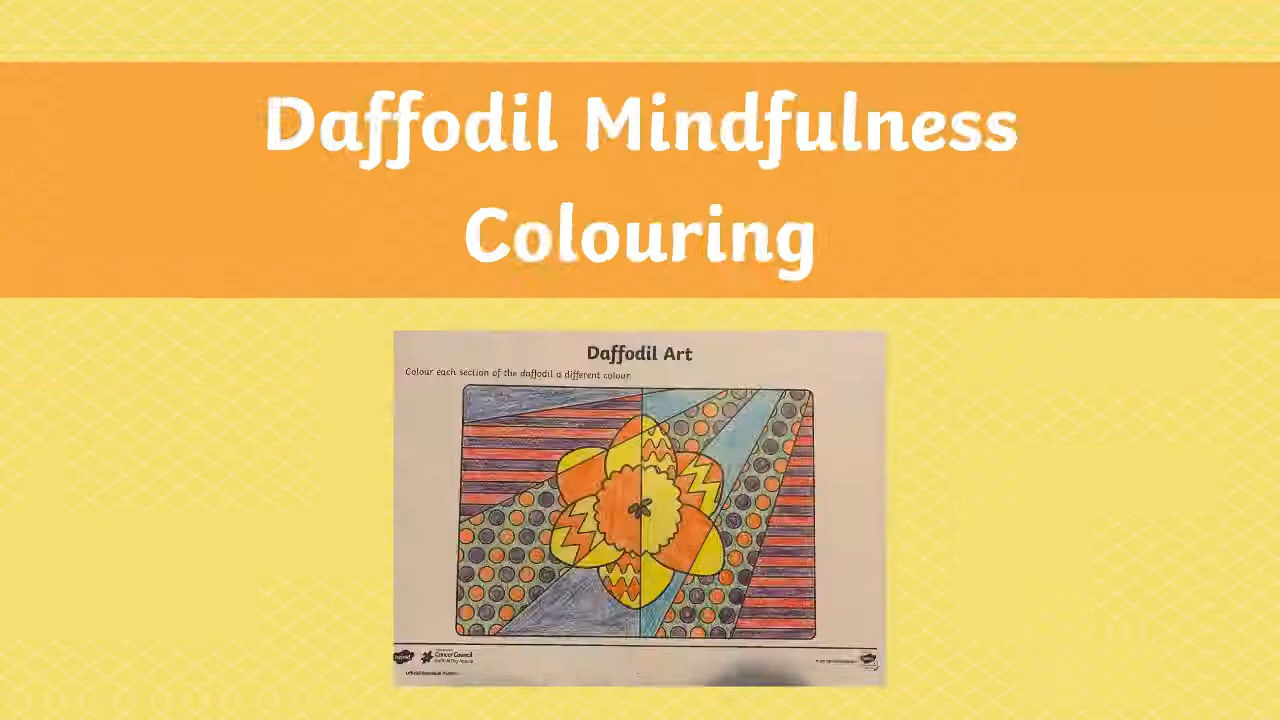 Daffodil Mindfulness
Colouring
Daffodil Art
Colour each section of the daffodil a different colour.
Cancer Council